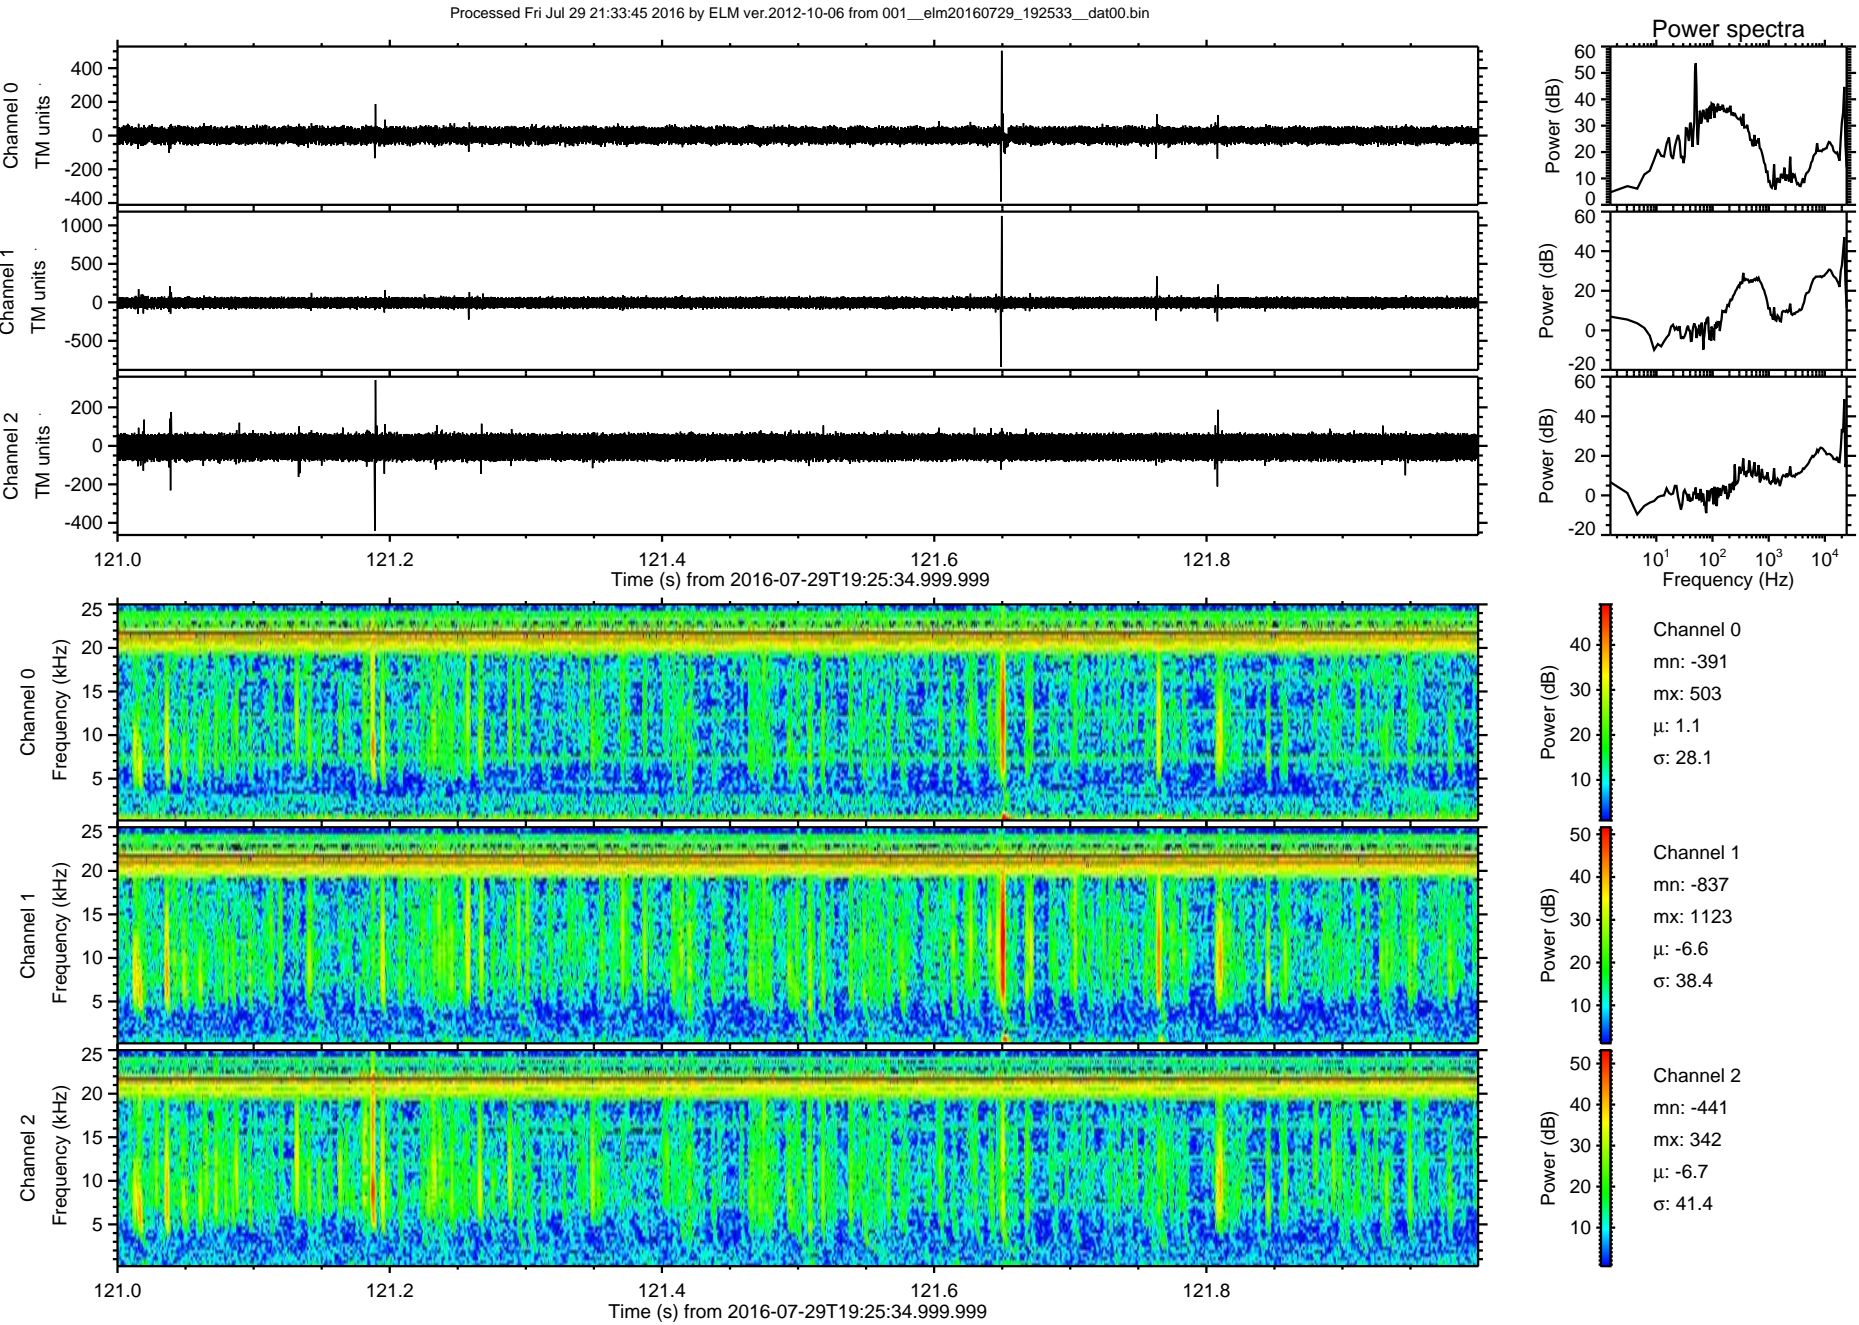 Processed Fri Jul 29 21:33:45 2016 by ELM ver.2012-10-06 from 001__elm20160729_192533__dat00.bin
Power spectra
Channel 0
TM units
400
200
0
-200
-400
Power (dB)
60
50
40
30
20
10
0
Channel 1
TM units
1000
500
0
-500
Power (dB)
60
40
20
0
-20
Channel 2
TM units
200
0
-200
-400
Power (dB)
60
40
20
0
-20
121.0 121.2 121.4 121.6 121.8
Time (s) from 2016-07-29T19:25:34.999.999
10¹ 10² 10³ 10⁴
Frequency (Hz)
Channel 0
Frequency (kHz)
25
20
15
10
5
Power (dB)
40
30
20
10
Channel 0
mn: -391
mx: 503
μ: 1.1
σ: 28.1
Channel 1
Frequency (kHz)
25
20
15
10
5
Power (dB)
50
40
30
20
10
Channel 1
mn: -837
mx: 1123
μ: -6.6
σ: 38.4
Channel 2
Frequency (kHz)
25
20
15
10
5
Power (dB)
50
40
30
20
10
Channel 2
mn: -441
mx: 342
μ: -6.7
σ: 41.4
121.0 121.2 121.4 121.6 121.8
Time (s) from 2016-07-29T19:25:34.999.999